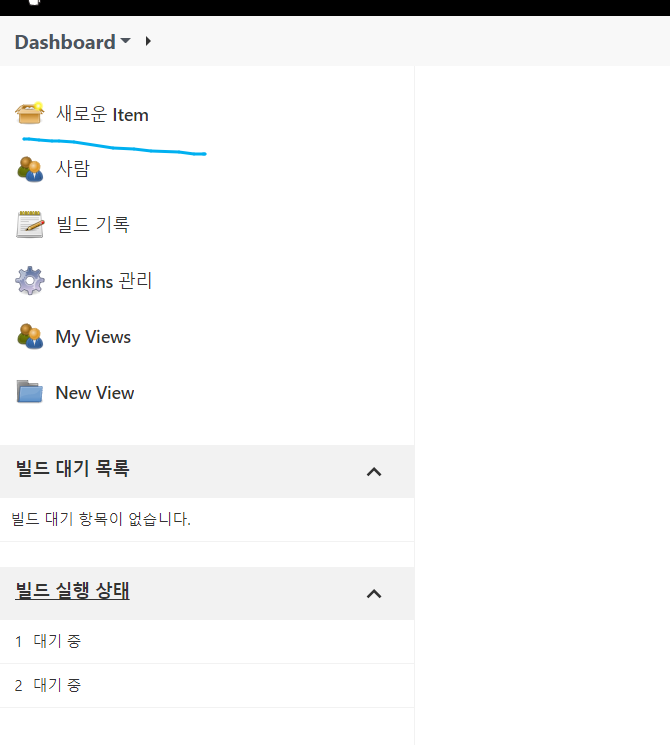 Dashboard
새로운 Item
사람
빌드 기록
Jenkins 관리
My Views
New View
빌드 대기 목록
빌드 대기 항목이 없습니다.
빌드 실행 상태
1 대기 중
2 대기 중